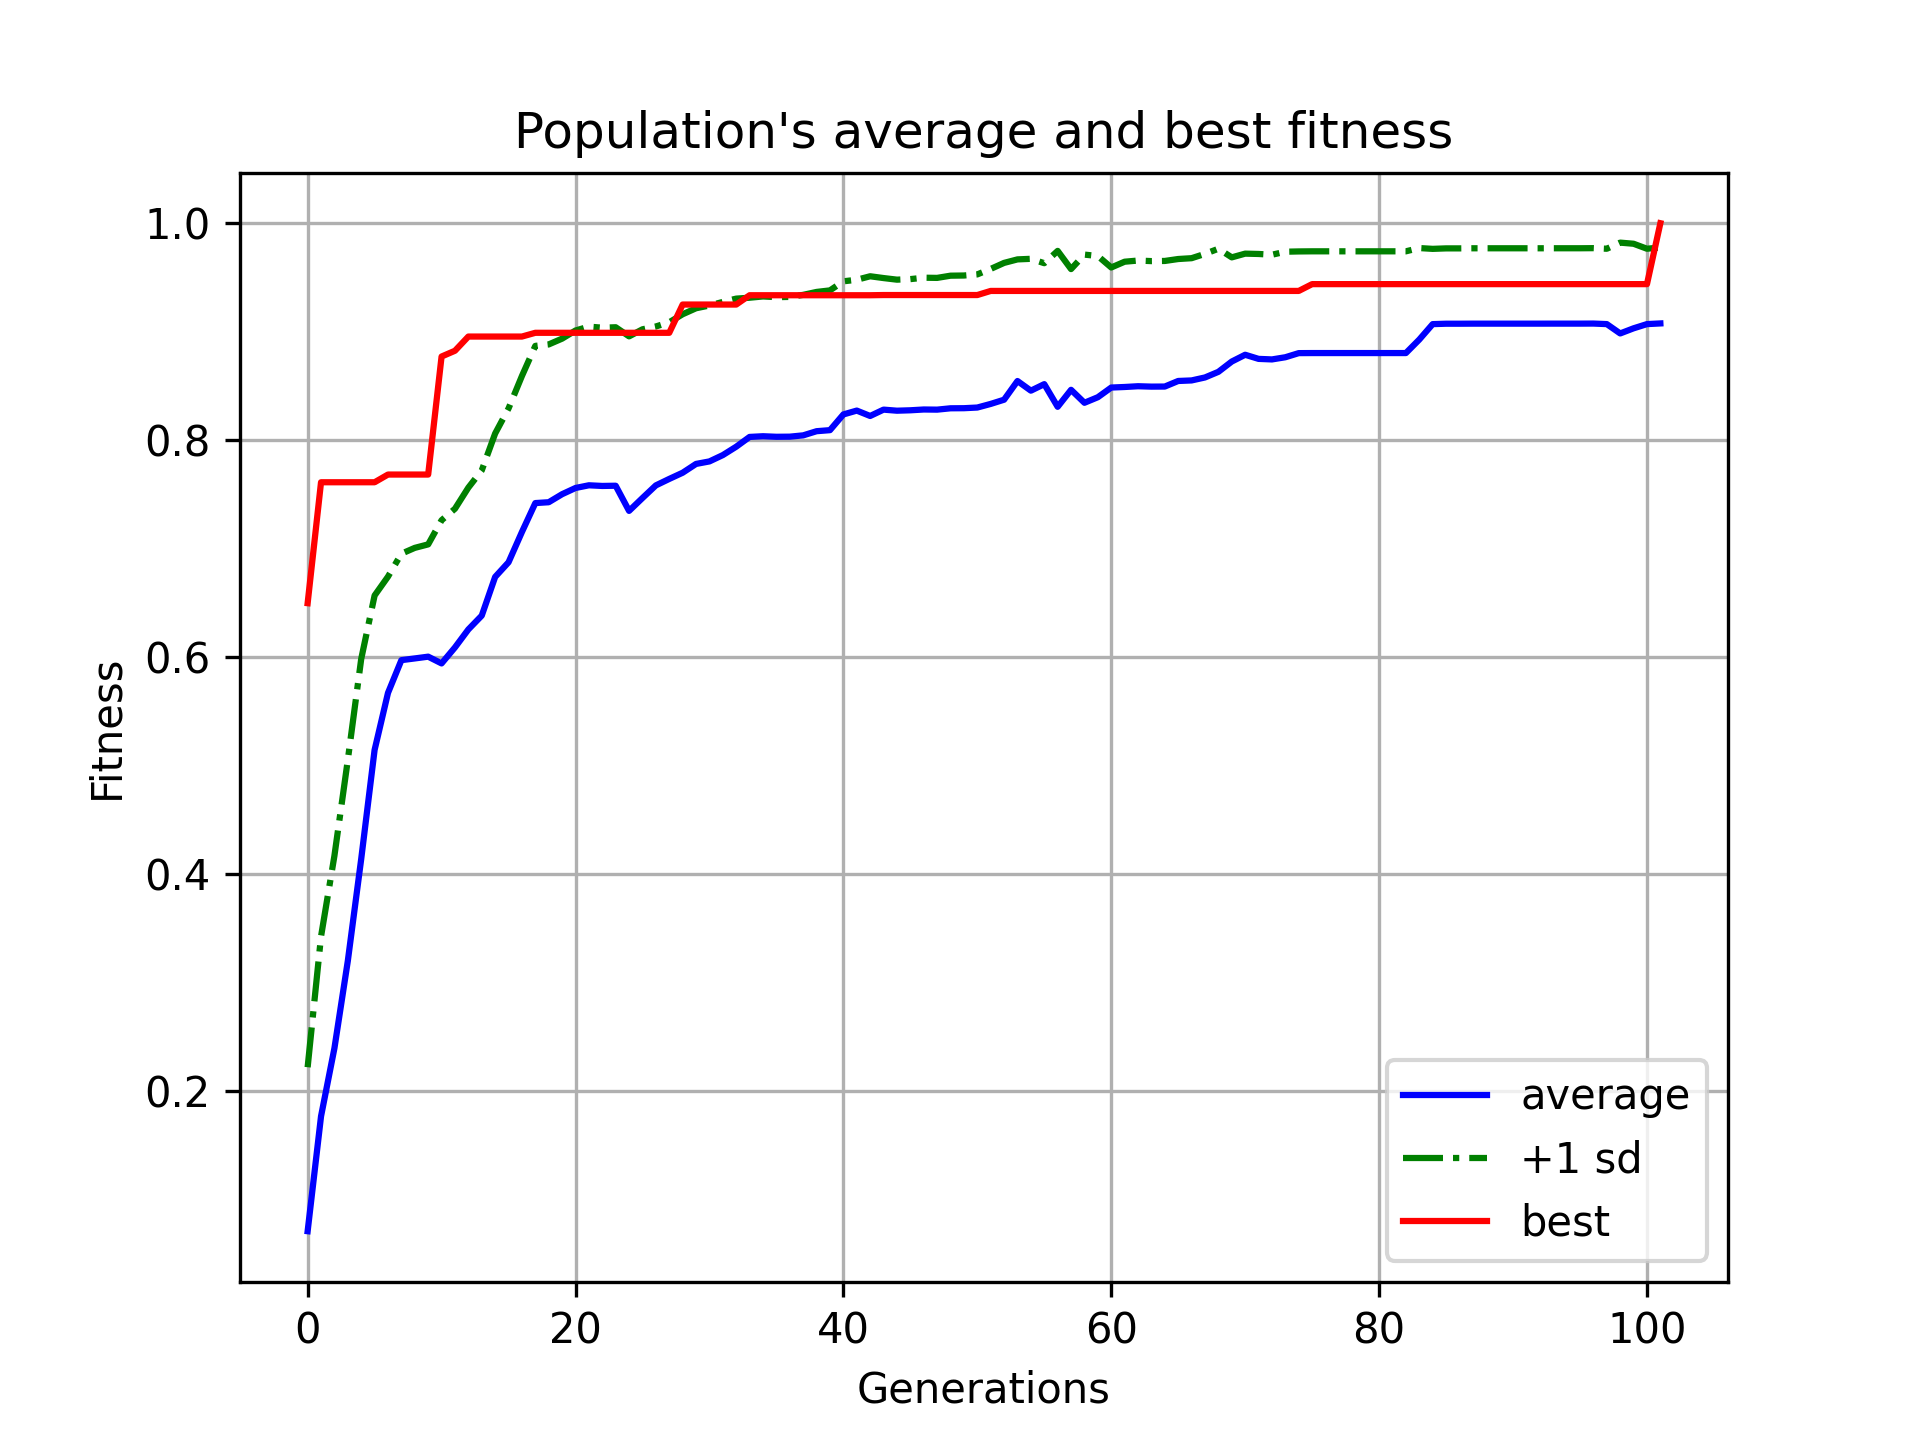 Population's average and best fitness
1.0
0.8
0.6
0.4
0.2
Fitness
0
20
40
60
80
100
Generations
average
+1 sd
best